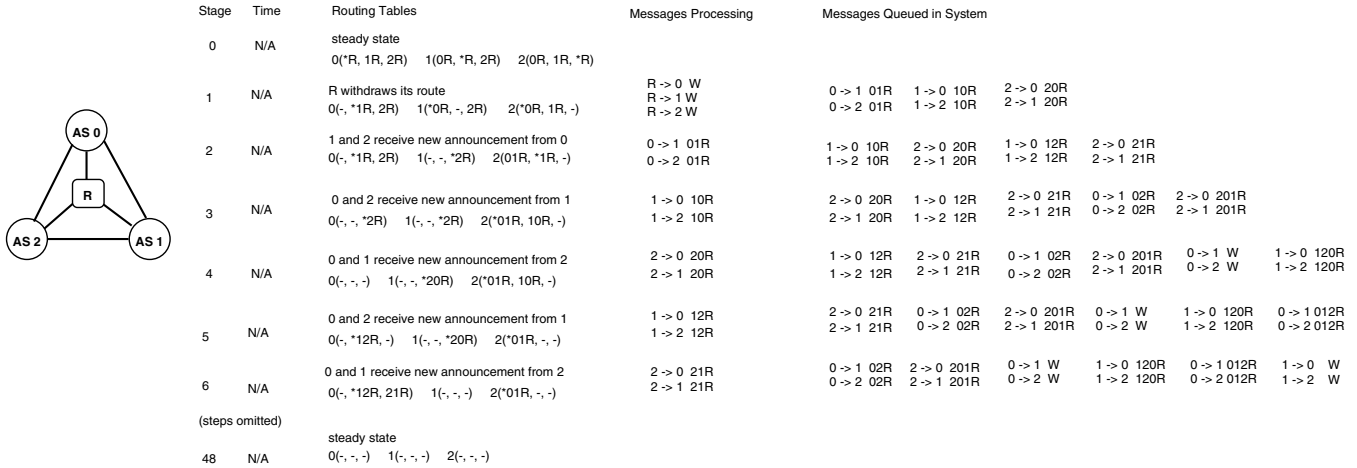 Stage Time Routing Tables Messages Processing Messages Queued in System
0 N/A steady state
0(*R, 1R, 2R) 1(0R, *R, 2R) 2(0R, 1R, *R)
1 N/A R withdraws its route
0(-, *1R, 2R) 1(*0R, -, 2R) 2(*0R, 1R, -)
R -> 0 W
R -> 1 W
R -> 2 W
0 -> 1 01R 1 -> 0 10R 2 -> 0 20R
0 -> 2 01R 1 -> 2 10R 2 -> 1 20R
AS 0
R
AS 2
AS 1
2 N/A 1 and 2 receive new announcement from 0
0(-, *1R, 2R) 1(-, -, *2R) 2(01R, *1R, -)
0 -> 1 01R
0 -> 2 01R
1 -> 0 10R 2 -> 0 20R 1 -> 0 12R 2 -> 0 21R
1 -> 2 10R 2 -> 1 20R 1 -> 2 12R 2 -> 1 21R
3 N/A 0 and 2 receive new announcement from 1
0(-, -, *2R) 1(-, -, *2R) 2(*01R, 10R, -)
1 -> 0 10R
1 -> 2 10R
2 -> 0 20R 1 -> 0 12R 2 -> 0 21R 0 -> 1 02R 2 -> 0 201R
2 -> 1 20R 1 -> 2 12R 2 -> 1 21R 0 -> 2 02R 2 -> 1 201R
4 N/A 0 and 1 receive new announcement from 2
0(-, -, -) 1(-, -, *20R) 2(*01R, 10R, -)
2 -> 0 20R
2 -> 1 20R
1 -> 0 12R 2 -> 0 21R 0 -> 1 02R 2 -> 0 201R 0 -> 1 W 1 -> 0 120R
1 -> 2 12R 2 -> 1 21R 0 -> 2 02R 2 -> 1 201R 0 -> 2 W 1 -> 2 120R
5 N/A 0 and 2 receive new announcement from 1
0(-, *12R, -) 1(-, -, *20R) 2(*01R, -, -)
1 -> 0 12R
1 -> 2 12R
2 -> 0 21R 0 -> 1 02R 2 -> 0 201R 0 -> 1 W 1 -> 0 120R 0 -> 1 012R
2 -> 1 21R 0 -> 2 02R 2 -> 1 201R 0 -> 2 W 1 -> 2 120R 0 -> 2 012R
6 N/A 0 and 1 receive new announcement from 2
0(-, *12R, 21R) 1(-, -, -) 2(*01R, -, -)
2 -> 0 21R
2 -> 1 21R
0 -> 1 02R 2 -> 0 201R 0 -> 1 W 1 -> 0 120R 0 -> 1 012R 1 -> 0 W
0 -> 2 02R 2 -> 1 201R 0 -> 2 W 1 -> 2 120R 0 -> 2 012R 1 -> 2 W
(steps omitted)
48 N/A steady state
0(-, -, -) 1(-, -, -) 2(-, -, -)